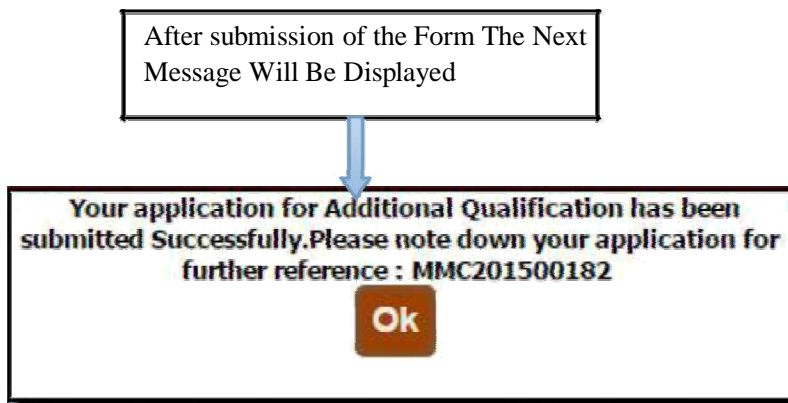 After submission of the Form The Next
Message Will Be Displayed
Your application for Additional Qualification has been
submitted Successfully.Please note down your application for
further reference : MMC201500182
Ok